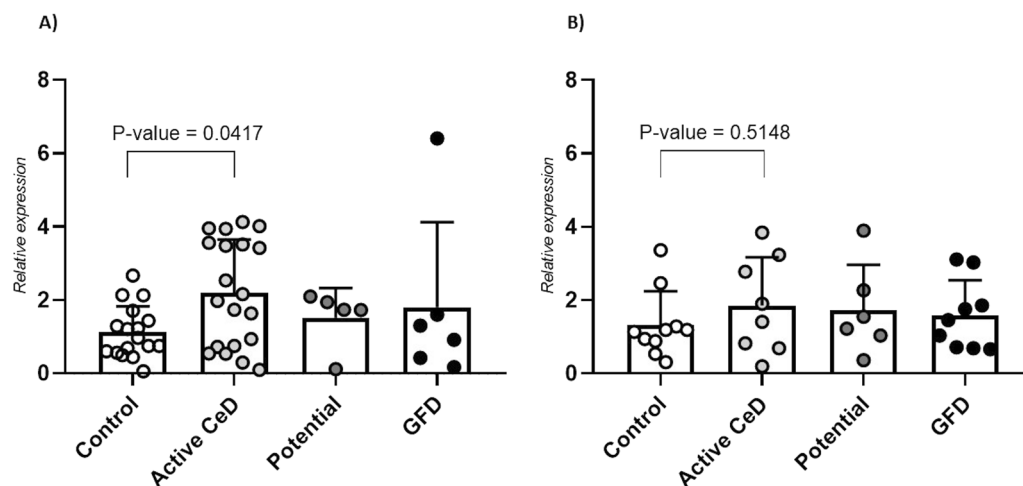 A)
8
6
4
2
0
Relative expression
P-value = 0.0417
Control
Active CeD
Potential
GFD
B)
8
6
4
2
0
Relative expression
P-value = 0.5148
Control
Active CeD
Potential
GFD